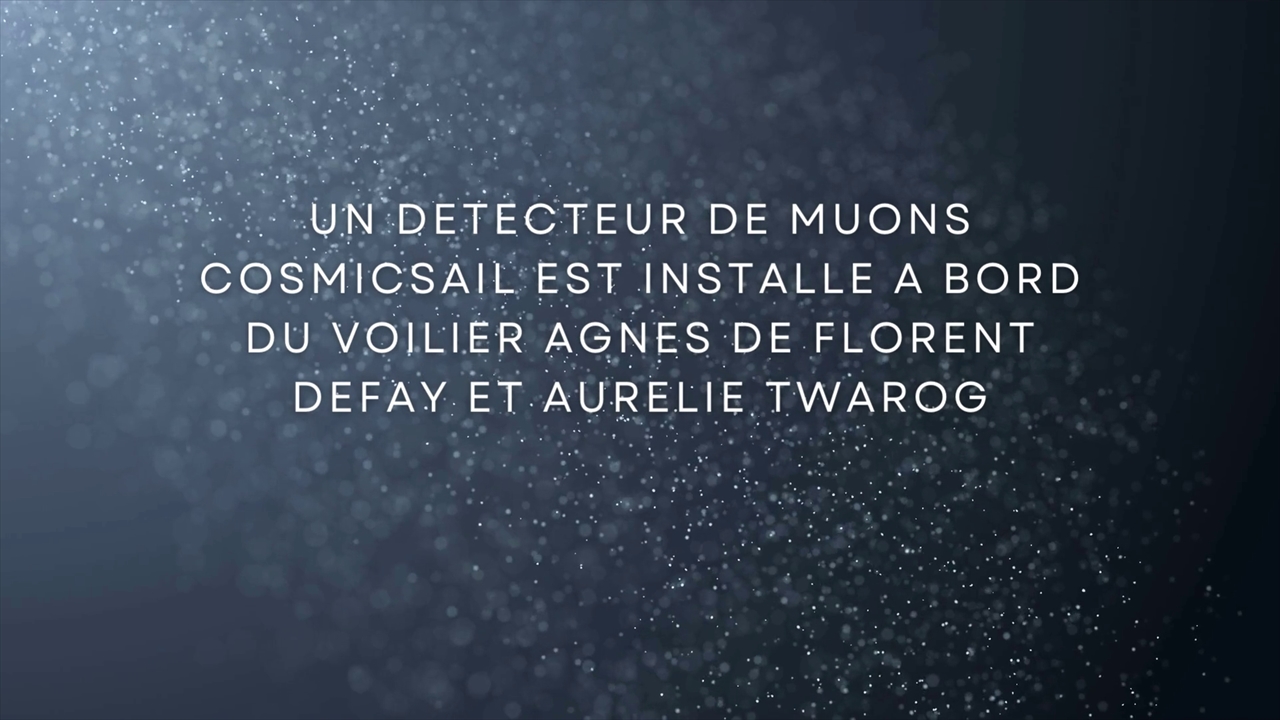 UN DETECTEUR DE MUONS
COSMICSAIL EST INSTALLE A BORD
DU VOILIER AGNES DE FLORENT
DEFAY ET AURELIE TWAROG